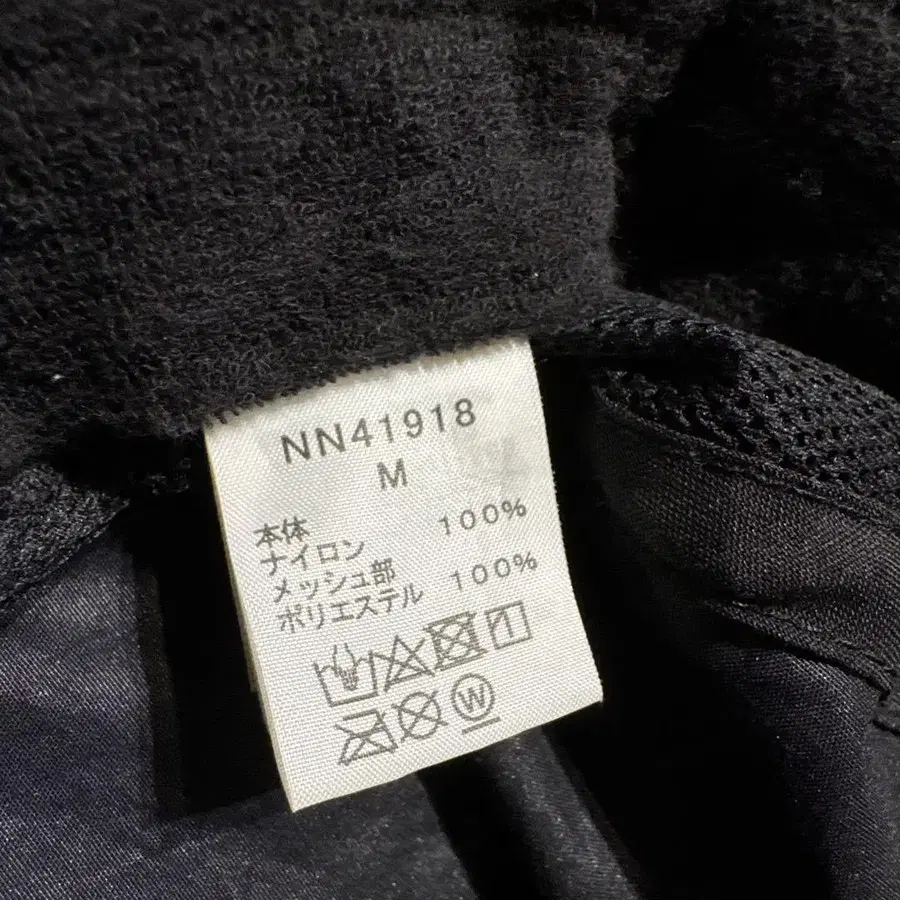 NN41918
M
本体
ナイロン 100%
メッシュ部
ポリエステル 100%
W